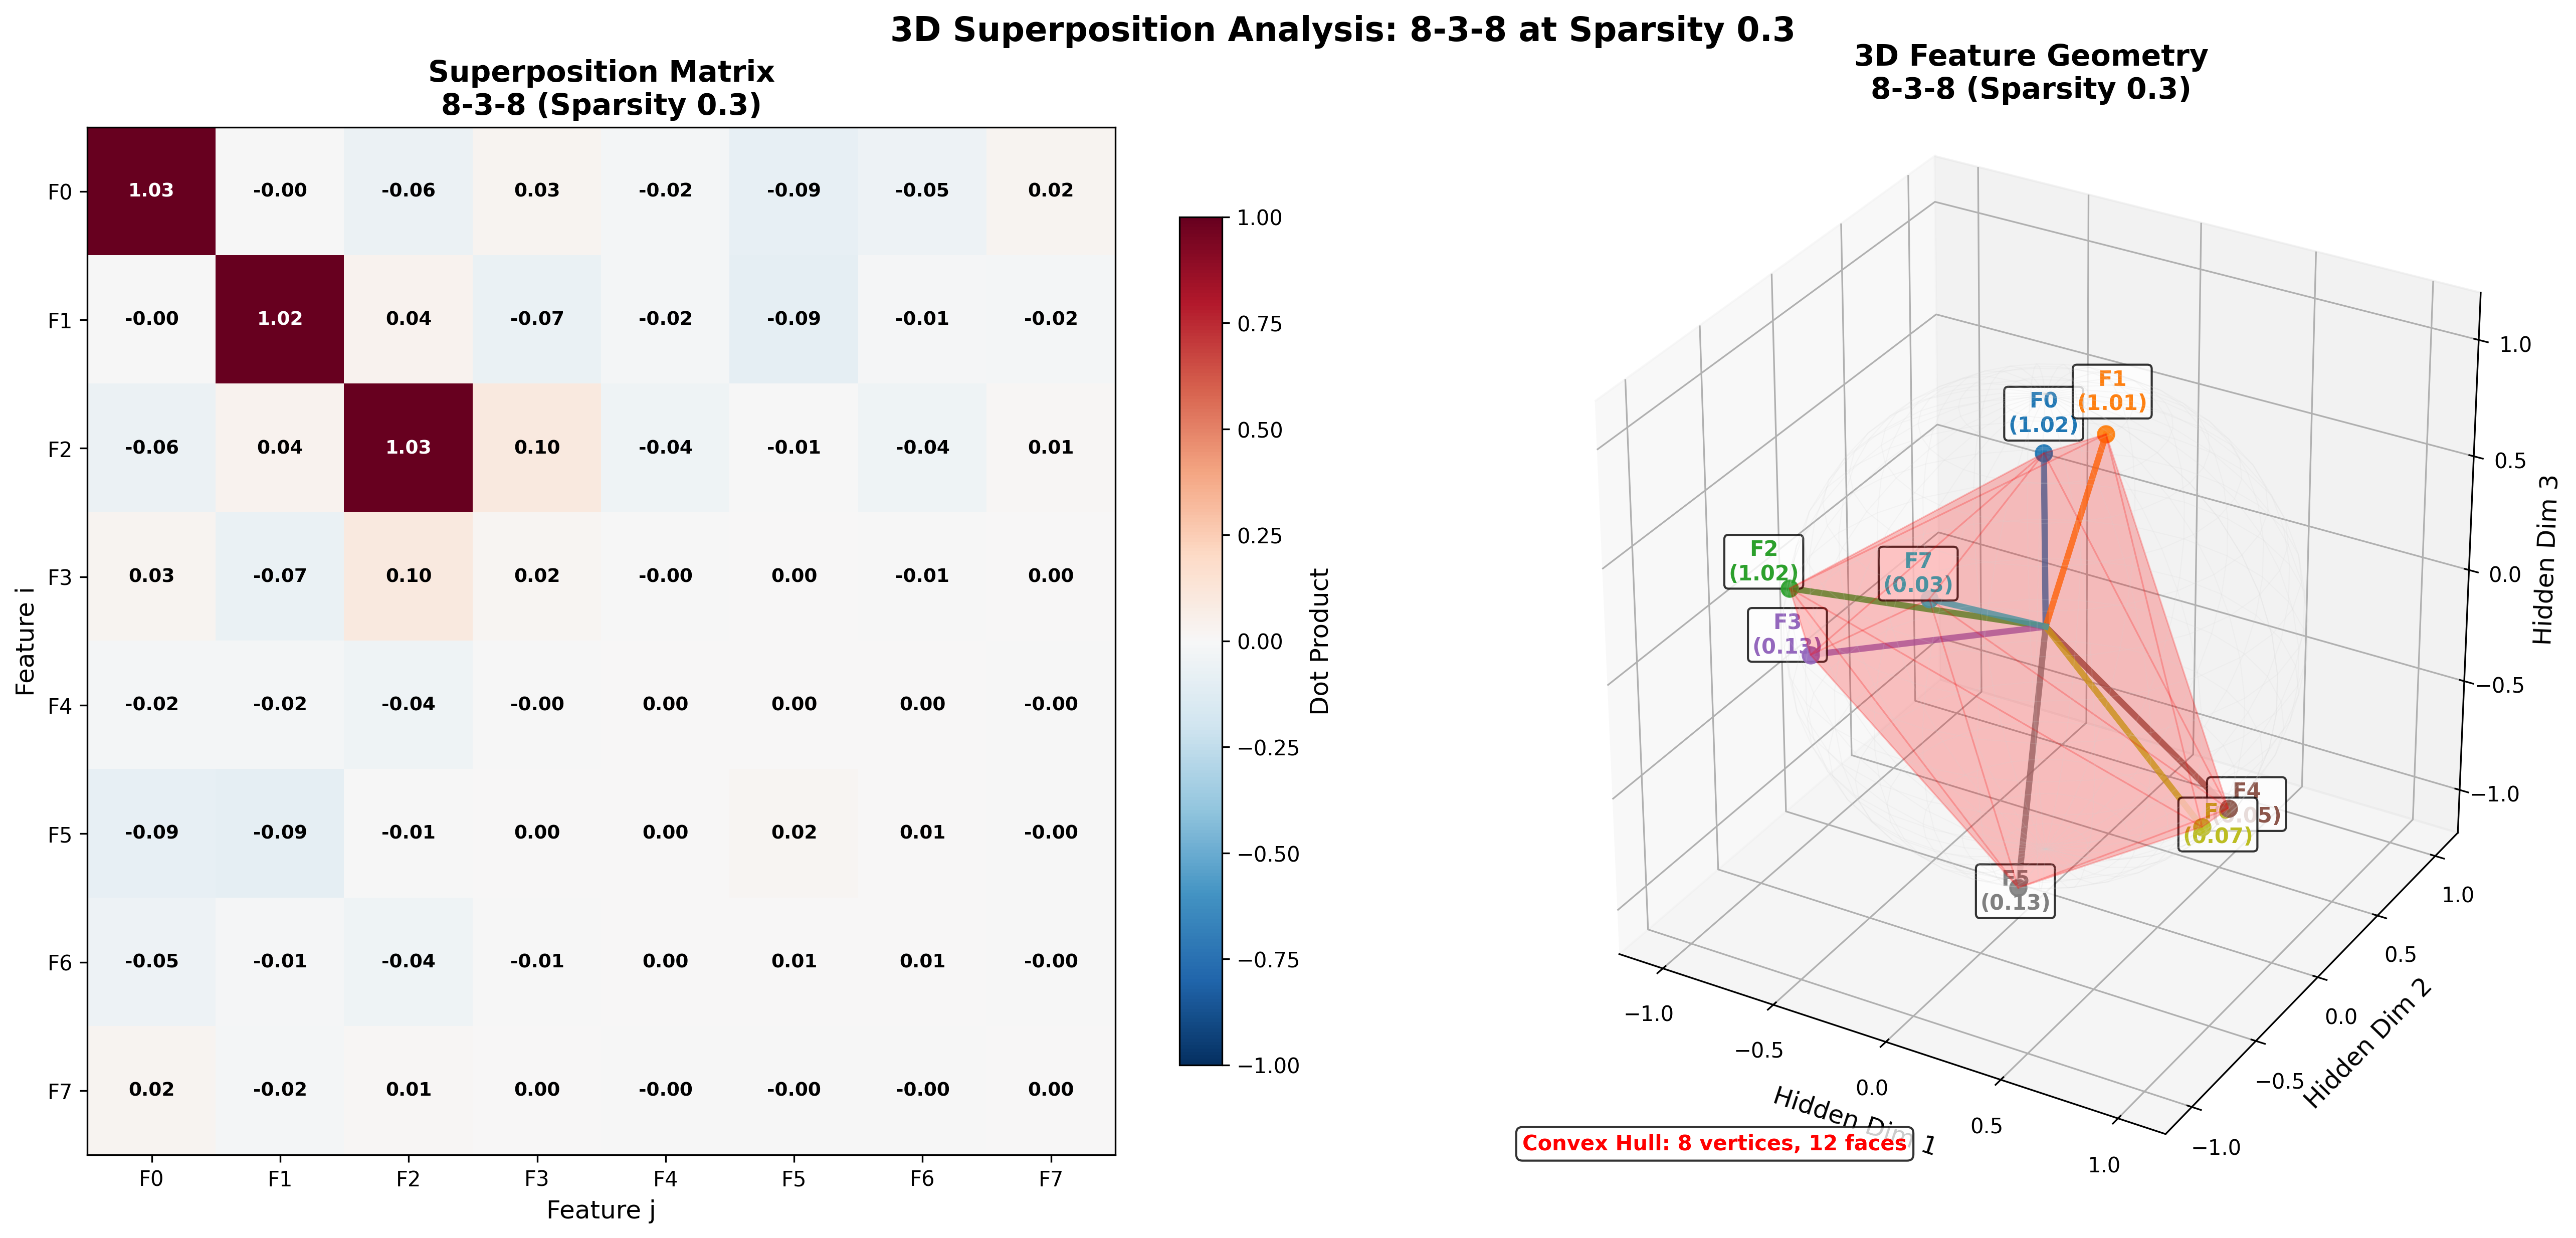 3D Superposition Analysis: 8-3-8 at Sparsity 0.3
Superposition Matrix
8-3-8 (Sparsity 0.3)
F0 1.03 -0.00 -0.06 0.03 -0.02 -0.09 -0.05 0.02
F1 -0.00 1.02 0.04 -0.07 -0.02 -0.09 -0.01 -0.02
F2 -0.06 0.04 1.03 0.10 -0.04 -0.01 -0.04 0.01
F3 0.03 -0.07 0.10 0.02 -0.00 0.00 -0.01 0.00
F4 -0.02 -0.02 -0.04 -0.00 0.00 0.00 0.00 -0.00
F5 -0.09 -0.09 -0.01 0.00 0.00 0.02 0.01 -0.00
F6 -0.05 -0.01 -0.04 -0.01 0.00 0.01 0.01 -0.00
F7 0.02 -0.02 0.01 0.00 -0.00 -0.00 -0.00 0.00
F0 F1 F2 F3 F4 F5 F6 F7
Feature j
Feature i
1.00
0.75
0.50
0.25
0.00
−0.25
−0.50
−0.75
−1.00
Dot Product
3D Feature Geometry
8-3-8 (Sparsity 0.3)
F0
(1.02)
F1
(1.01)
F2
(1.02)
F7
(0.03)
F3
(0.13)
F4
(0.07)
F5
(0.13)
1.0
0.5
0.0
−0.5
−1.0
Hidden Dim 3
1.0
0.5
0.0
−0.5
−1.0
Hidden Dim 2
−1.0
−0.5
0.0
0.5
1.0
Hidden Dim 1
Convex Hull: 8 vertices, 12 faces